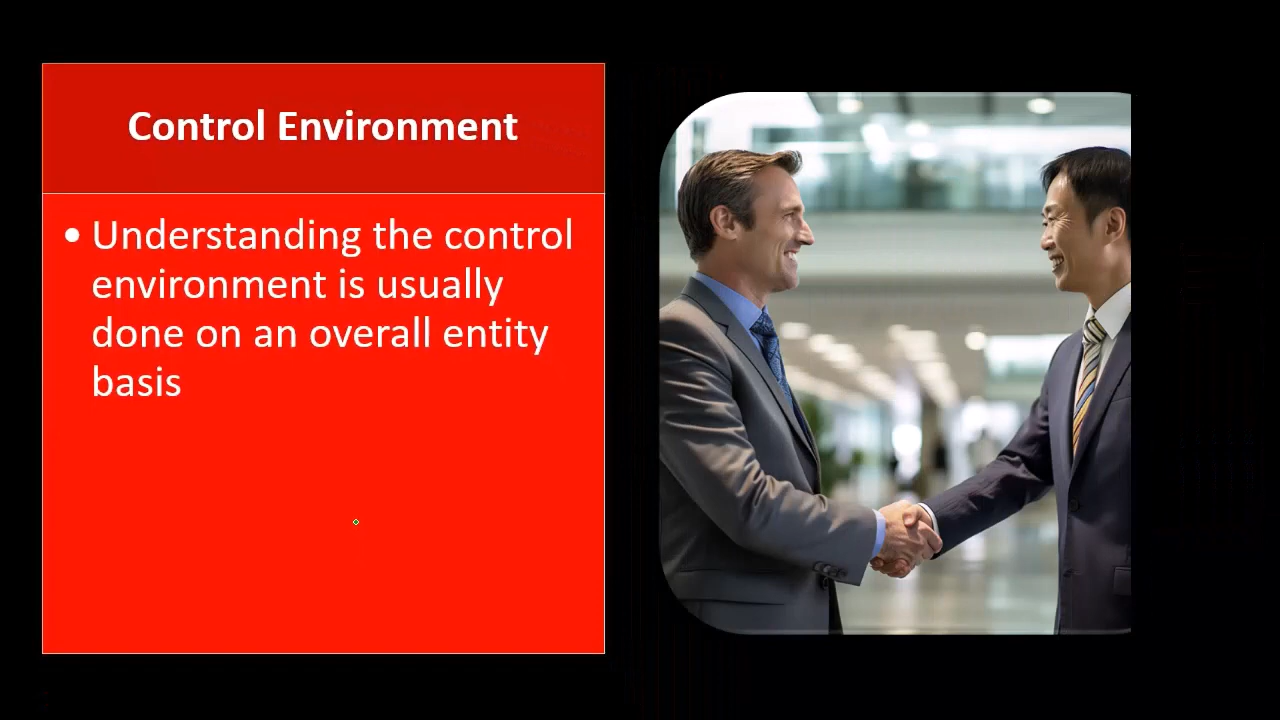 Control Environment
• Understanding the control
environment is usually
done on an overall entity
basis